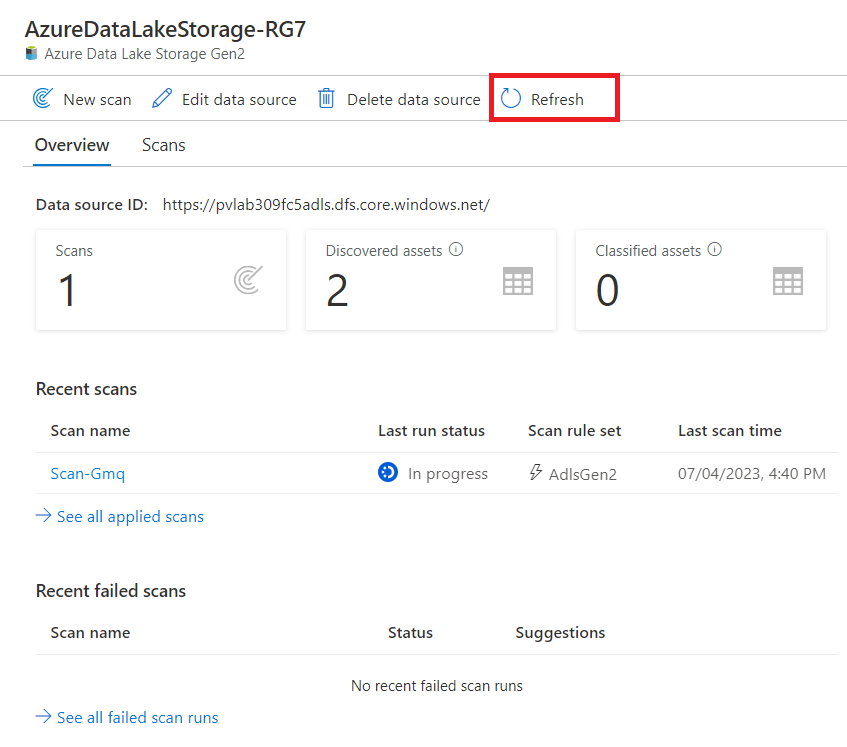 AzureDataLakeStorage-RG7
Azure Data Lake Storage Gen2
New scan Edit data source Delete data source Refresh
Overview Scans
Data source ID: https://pvlab309fc5adls.dfs.core.windows.net/
Scans Discovered assets Classified assets
1 2 0
Recent scans
Scan name Last run status Scan rule set Last scan time
Scan-Gmq In progress AdlsGen2 07/04/2023, 4:40 PM
See all applied scans
Recent failed scans
Scan name Status Suggestions
No recent failed scan runs
See all failed scan runs